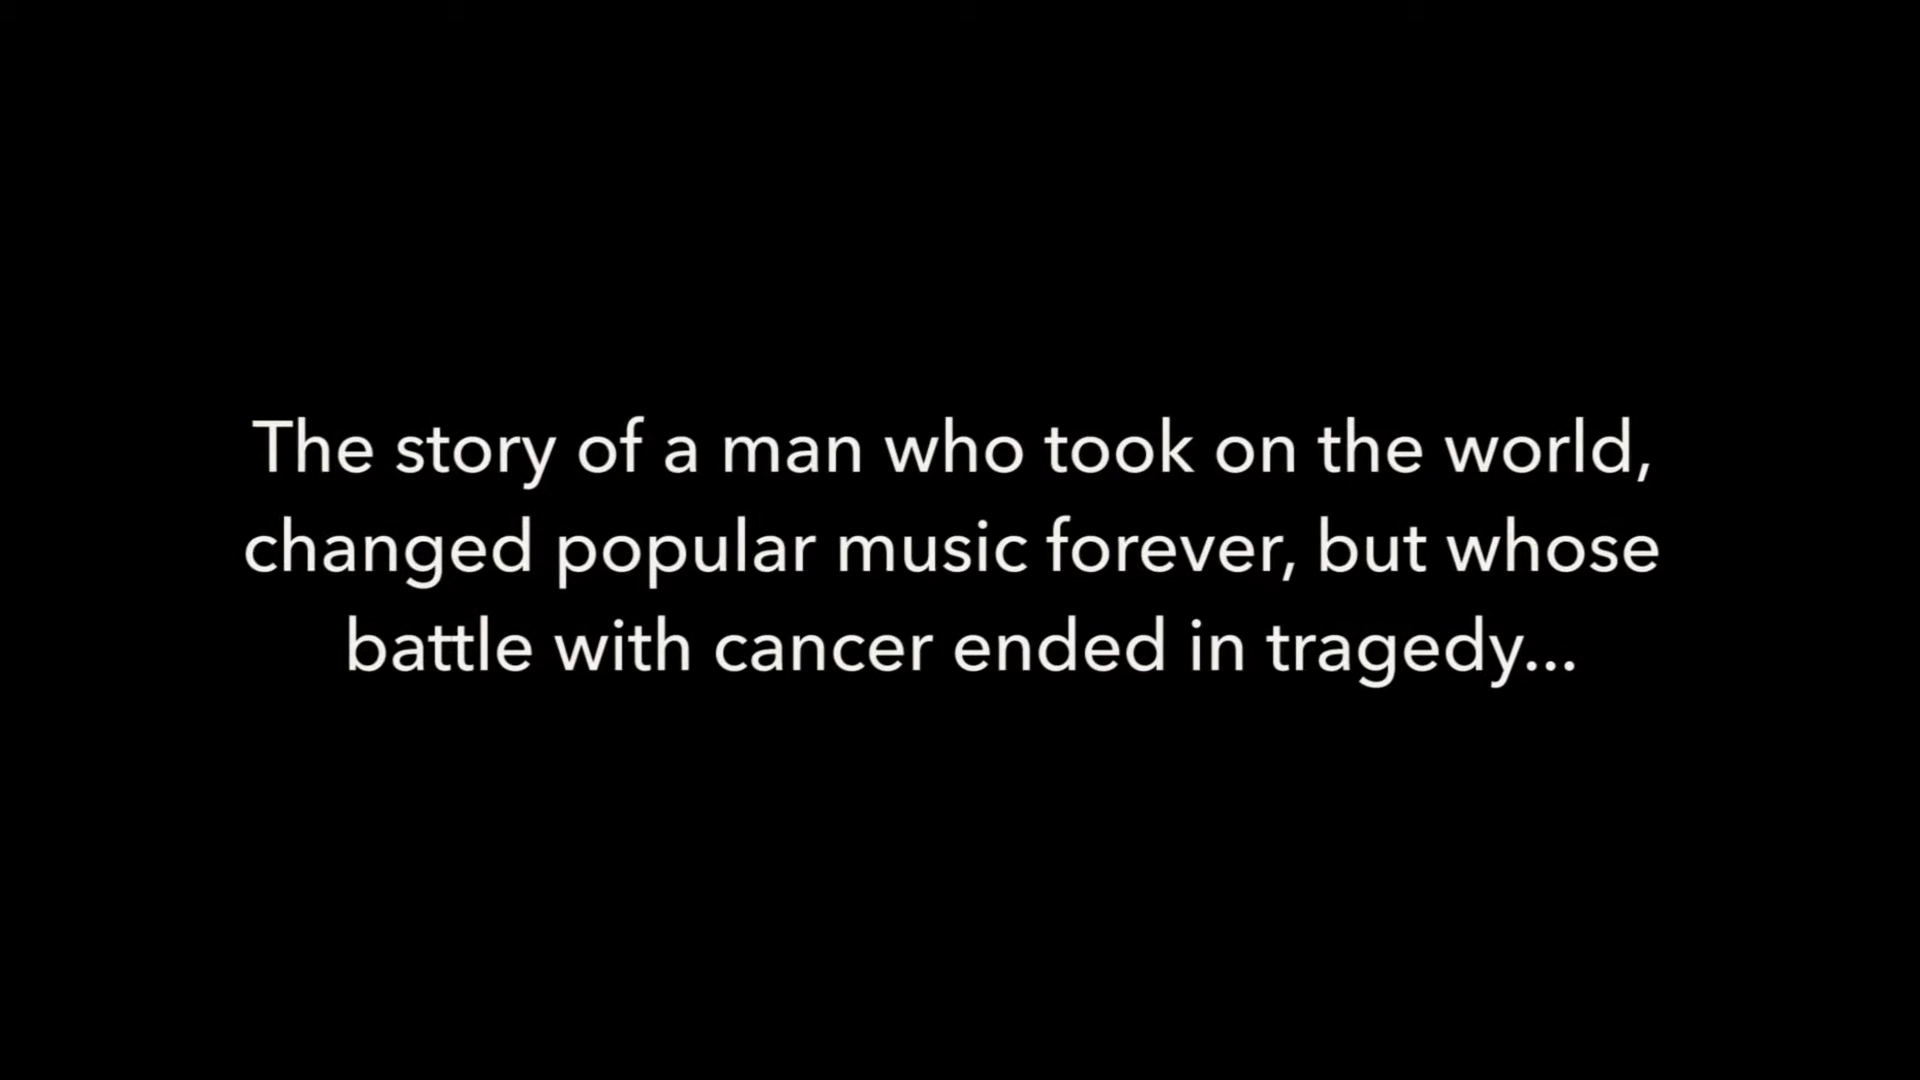 The story of a man who took on the world,
changed popular music forever, but whose
battle with cancer ended in tragedy...